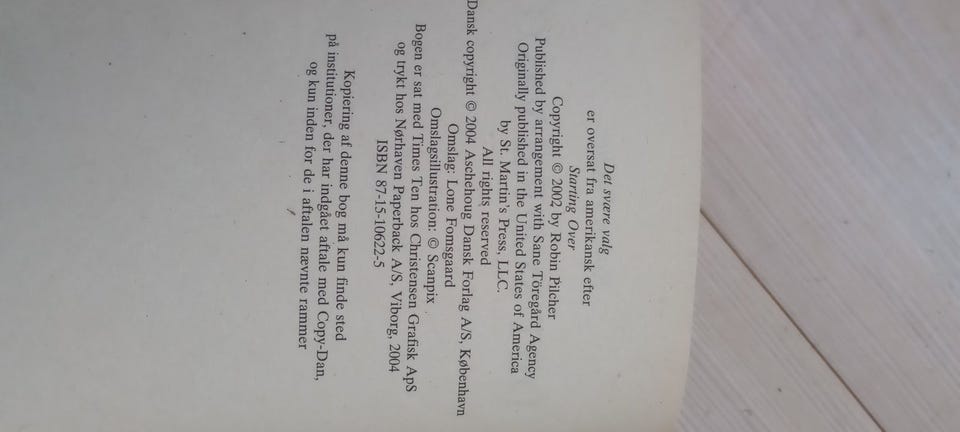 Det svære valg
er oversat fra amerikansk efter
Starting Over
Copyright © 2002 by Robin Pilcher
Published by arrangement with Sane Töregård Agency
Originally published in the United States of America
by St. Martin's Press, LLC.
All rights reserved
Dansk copyright © 2004 Aschehoug Dansk Forlag A/S, København
Omslag: Lone Fomsgaard
Omslagsillustration: © Scanpix
Bogen er sat med Times Ten hos Christensen Grafisk ApS
og trykt hos Nørhaven Paperback A/S, Viborg, 2004
ISBN 87-15-10622-5
Kopiering af denne bog må kun finde sted
på institutioner, der har indgået aftale med Copy-Dan,
og kun inden for de i aftalen nævnte rammer